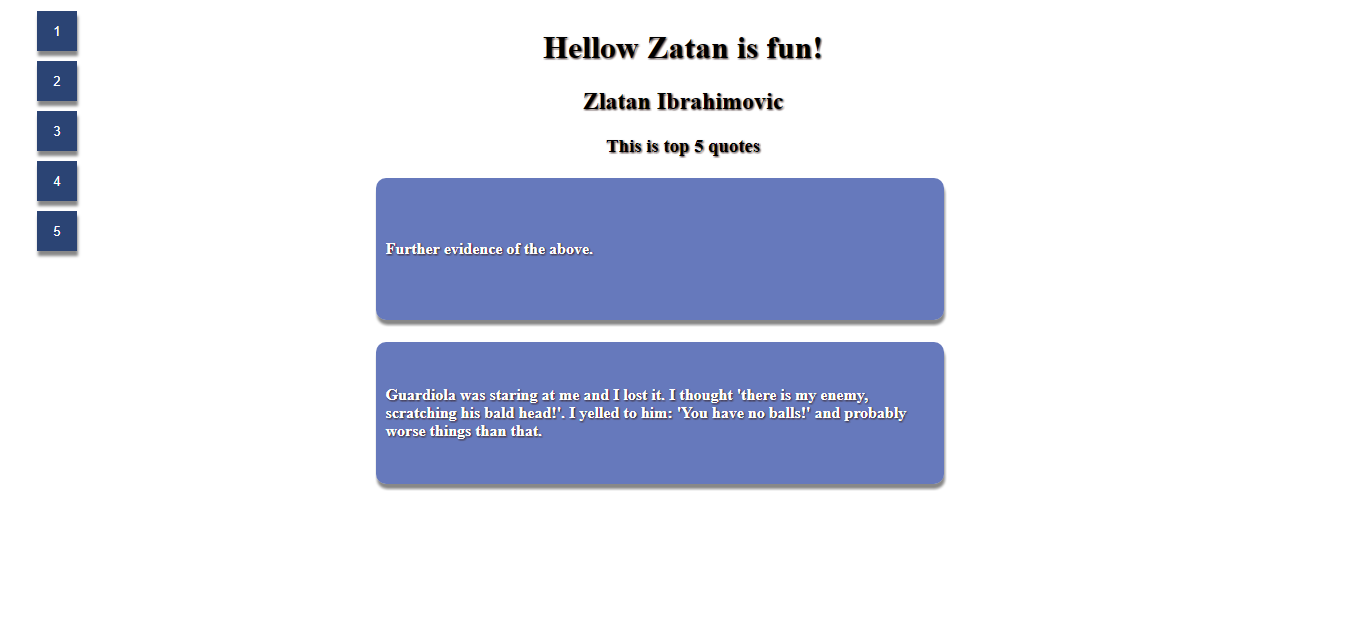 1
2
3
4
5
Hellow Zatan is fun!
Zlatan Ibrahimovic
This is top 5 quotes
Further evidence of the above.
Guardiola was staring at me and I lost it. I thought 'there is my enemy,
scratching his bald head!'. I yelled to him: 'You have no balls!' and probably
worse things than that.